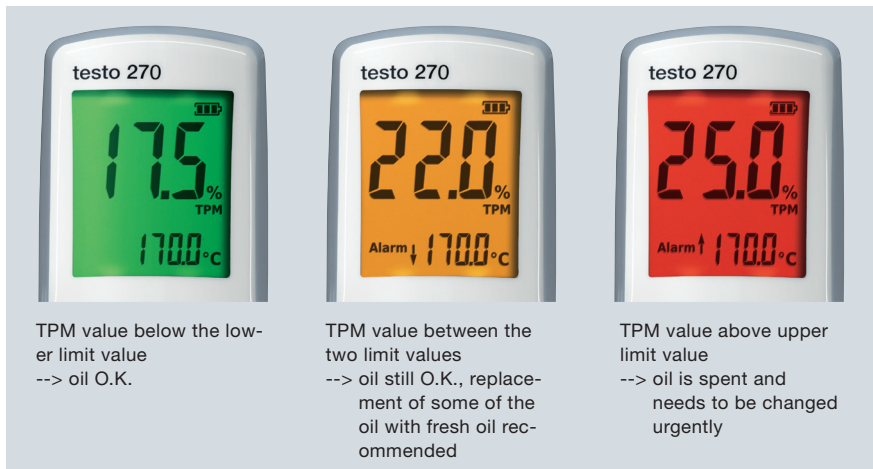 testo 270
17.5 %
TPM
170.0 °C
TPM value below the low-
er limit value
--> oil O.K.
testo 270
22.0 %
TPM
Alarm ↓ 170.0 °C
TPM value between the
two limit values
--> oil still O.K., replace-
ment of some of the
oil with fresh oil rec-
ommended
testo 270
25.0 %
TPM
Alarm ↑ 170.0 °C
TPM value above upper
limit value
--> oil is spent and
needs to be changed
urgently